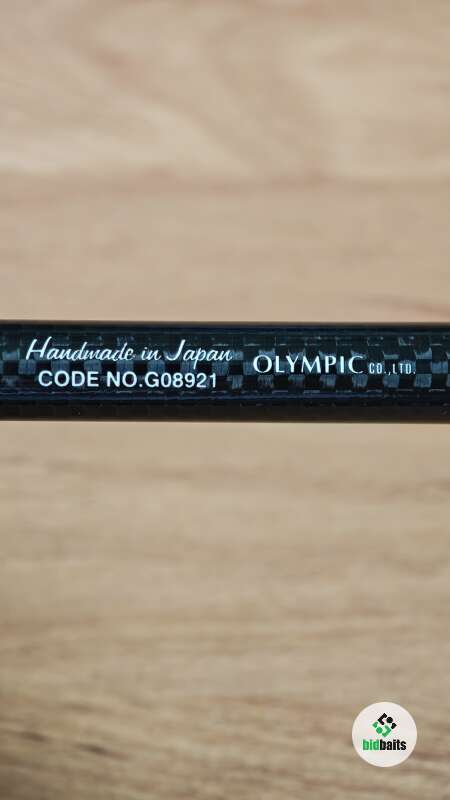 Handmade in Japan
CODE NO.G08921
OLYMPIC CO.,LTD.
bidbaits